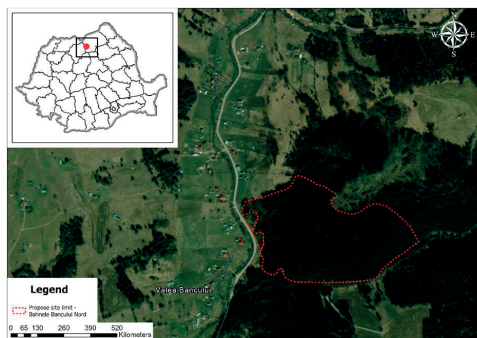 N
W
E
S
Valea Bancului
Legend
Propose site limit -
Bahnele Bancului Nord
0 65 130 260 390 520
Kilometers